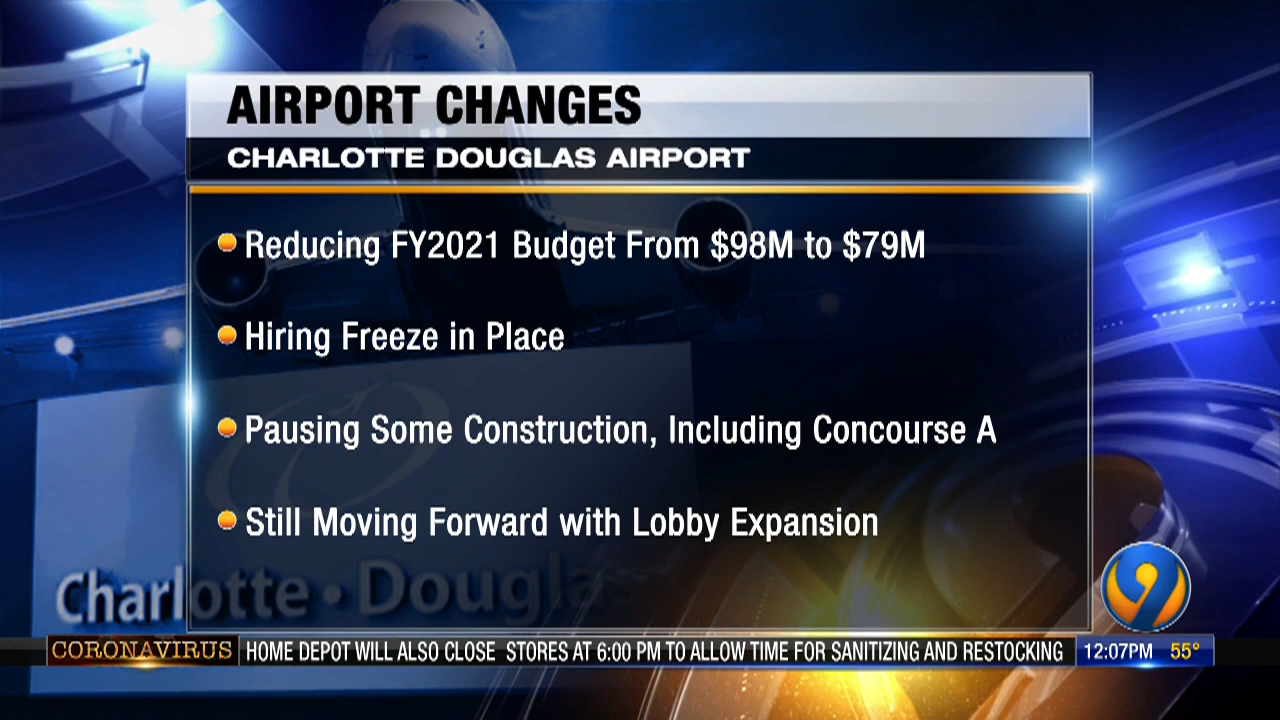 AIRPORT CHANGES
CHARLOTTE DOUGLAS AIRPORT
Reducing FY2021 Budget From $98M to $79M
Hiring Freeze in Place
Pausing Some Construction, Including Concourse A
Still Moving Forward with Lobby Expansion
Charlotte • Douglas
9
CORONAVIRUS HOME DEPOT WILL ALSO CLOSE STORES AT 6:00 PM TO ALLOW TIME FOR SANITIZING AND RESTOCKING 12:07PM 55°